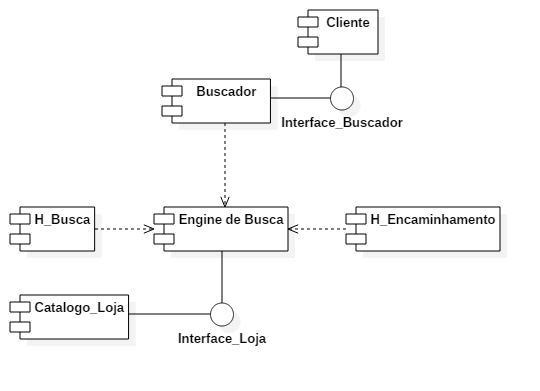 Cliente
Buscador
Interface_Buscador
H_Busca
Engine de Busca
H_Encaminhamento
Catalogo_Loja
Interface_Loja